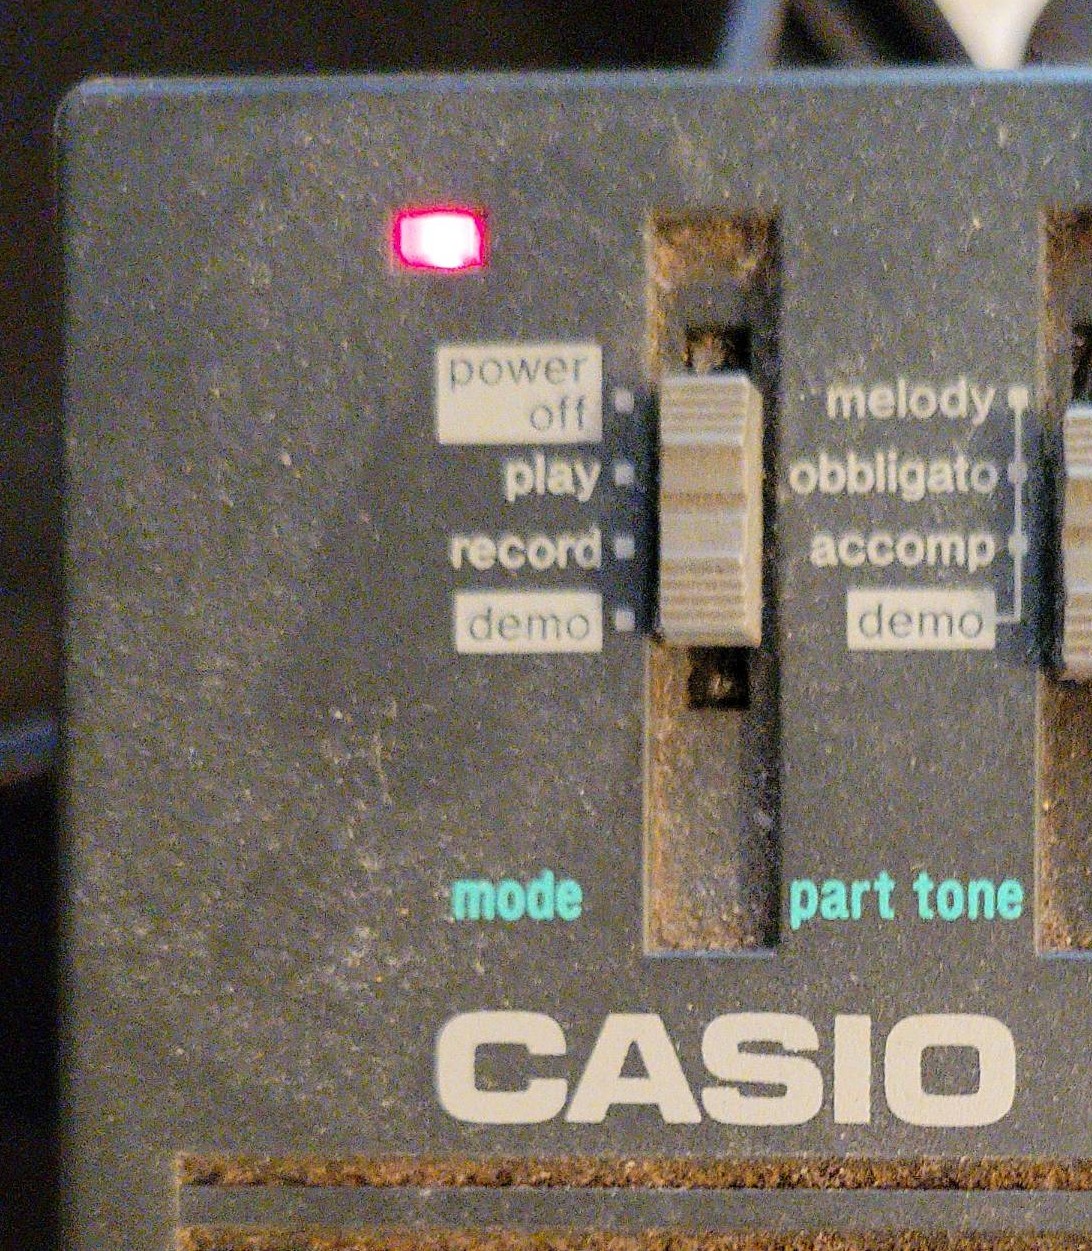 power
off
play
record
demo
mode
melody
obbligato
accomp
demo
part tone
CASIO